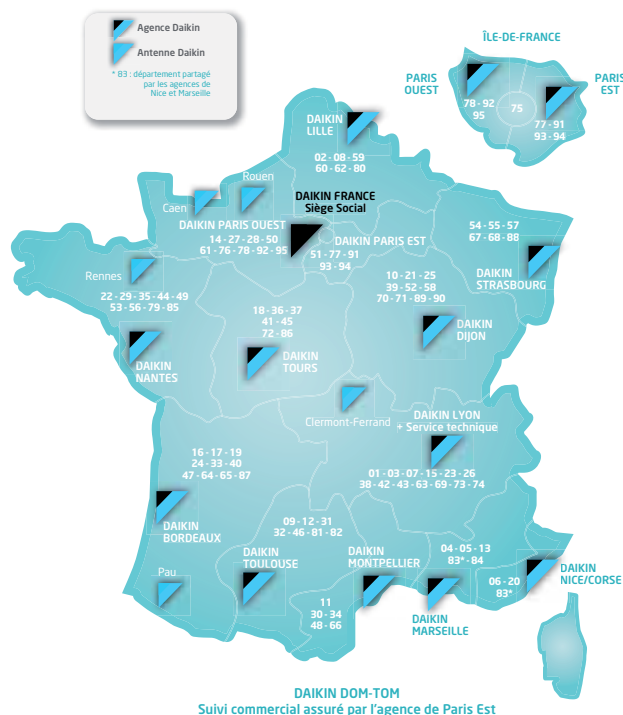 Agence Daikin
Antenne Daikin
* 83 : département partagé
par les agences de
Nice et Marseille
ÎLE-DE-FRANCE
PARIS
OUEST
PARIS
EST
78 - 92
95
75
77 - 91
93 - 94
DAIKIN
LILLE
02 - 08 - 59
60 - 62 - 80
Rouen
Caen
DAIKIN FRANCE
Siège Social
DAIKIN PARIS OUEST
14 - 27 - 28 - 50
61 - 76 - 78 - 92 - 95
DAIKIN PARIS EST
51 - 77 - 91
93 - 94
54 - 55 - 57
67 - 68 - 88
DAIKIN
STRASBOURG
Rennes
22 - 29 - 35 - 44 - 49
53 - 56 - 79 - 85
DAIKIN
NANTES
18 - 36 - 37
41 - 45
72 - 86
DAIKIN
TOURS
10 - 21 - 25
39 - 52 - 58
70 - 71 - 89 - 90
DAIKIN
DIJON
Clermont-Ferrand
DAIKIN LYON
+ Service technique
01 - 03 - 07 - 15 - 23 - 26
38 - 42 - 43 - 63 - 69 - 73 - 74
16 - 17 - 19
24 - 33 - 40
47 - 64 - 65 - 87
DAIKIN
BORDEAUX
Pau
09 - 12 - 31
32 - 46 - 81 - 82
DAIKIN
TOULOUSE
DAIKIN
MONTPELLIER
11
30 - 34
48 - 66
04 - 05 - 13
83* - 84
DAIKIN
MARSEILLE
06 - 20
83*
DAIKIN
NICE/CORSE
DAIKIN DOM-TOM
Suivi commercial assuré par l'agence de Paris Est